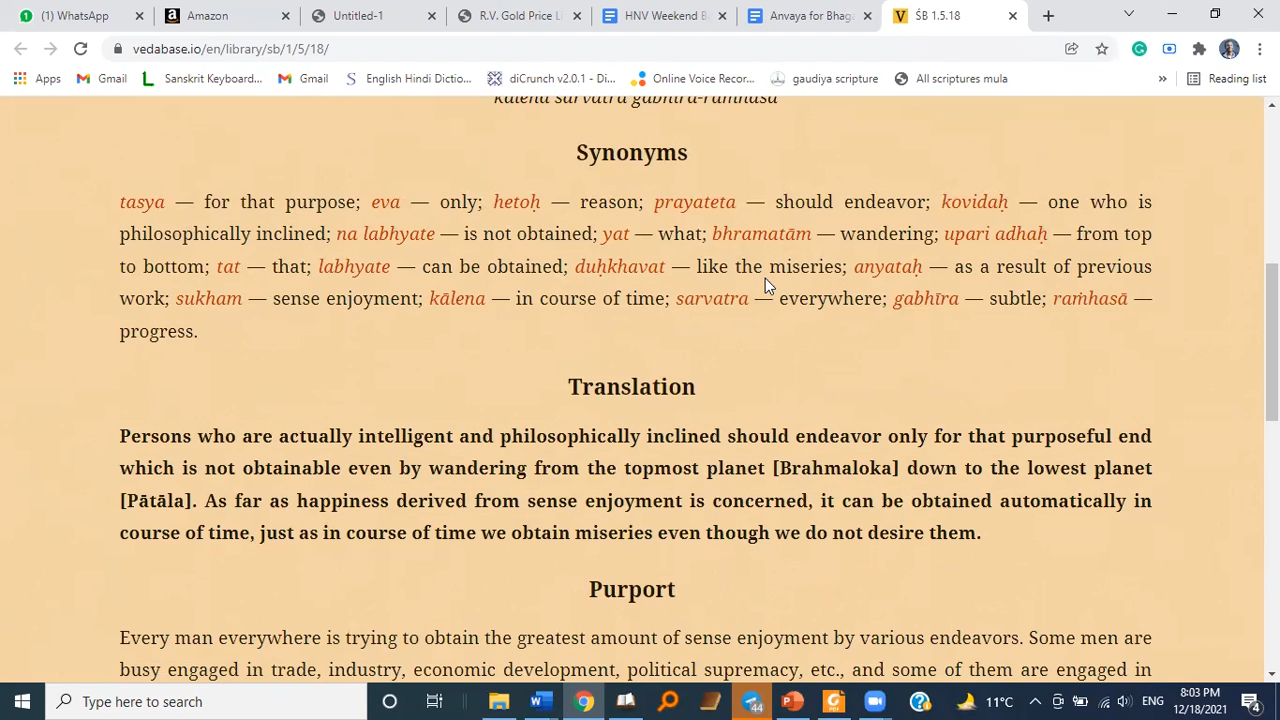 (1) WhatsApp
Amazon
Untitled-1
R.V. Gold Price Li
HNV Weekend B
Anvaya for Bhag
ŚB 1.5.18
vedabase.io/en/library/sb/1/5/18/
Apps
Gmail
Sanskrit Keyboard...
Gmail
English Hindi Dictio...
diCrunch v2.0.1 - Di...
Online Voice Recor...
gaudiya scripture
All scriptures mula
»
Reading list
kālena sarvatra gabhīra-raṁhasā
Synonyms
tasya — for that purpose; eva — only; hetoḥ — reason; prayateta — should endeavor; kovidaḥ — one who is
philosophically inclined; na labhyate — is not obtained; yat — what; bhramatām — wandering; upari adhaḥ — from top
to bottom; tat — that; labhyate — can be obtained; duḥkhavat — like the miseries; anyataḥ — as a result of previous
work; sukham — sense enjoyment; kālena — in course of time; sarvatra — everywhere; gabhīra — subtle; raṁhasā —
progress.
Translation
Persons who are actually intelligent and philosophically inclined should endeavor only for that purposeful end
which is not obtainable even by wandering from the topmost planet [Brahmaloka] down to the lowest planet
[Pātāla]. As far as happiness derived from sense enjoyment is concerned, it can be obtained automatically in
course of time, just as in course of time we obtain miseries even though we do not desire them.
Purport
Every man everywhere is trying to obtain the greatest amount of sense enjoyment by various endeavors. Some men are
busy engaged in trade, industry, economic development, political supremacy, etc., and some of them are engaged in
Type here to search
44
11°C
ENG
8:03 PM
12/18/2021
4